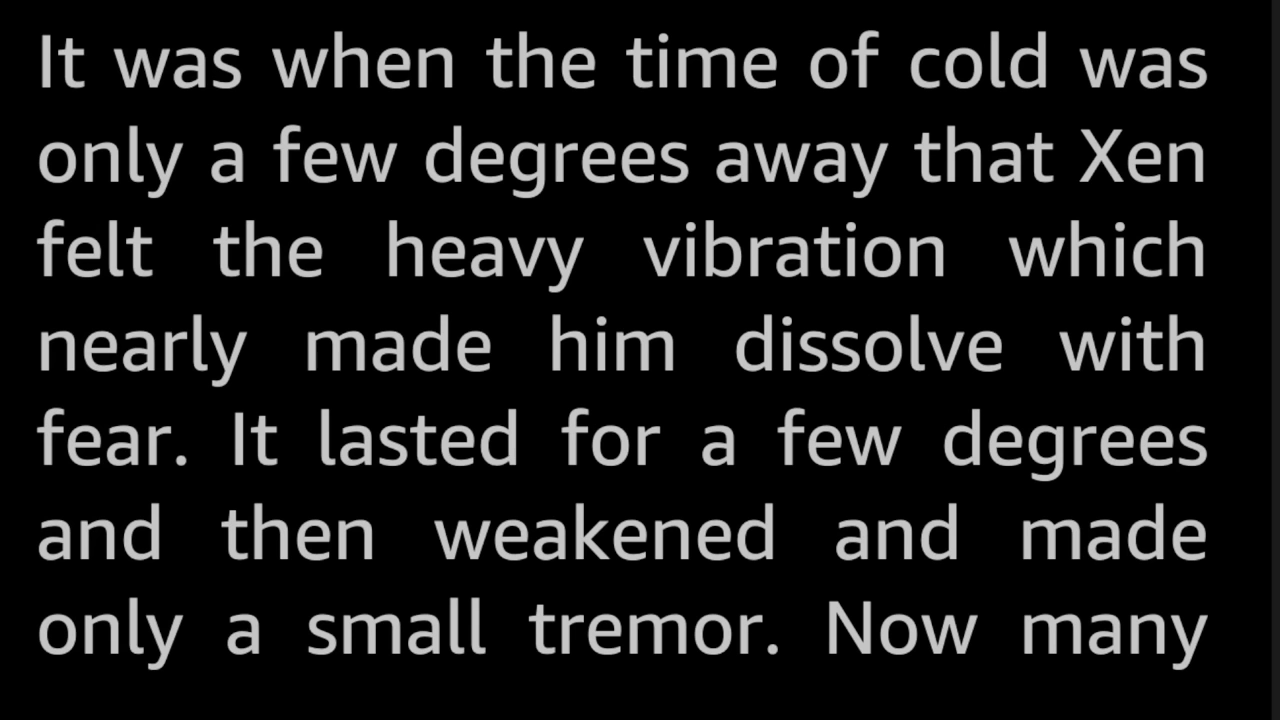 It was when the time of cold was
only a few degrees away that Xen
felt the heavy vibration which
nearly made him dissolve with
fear. It lasted for a few degrees
and then weakened and made
only a small tremor. Now many